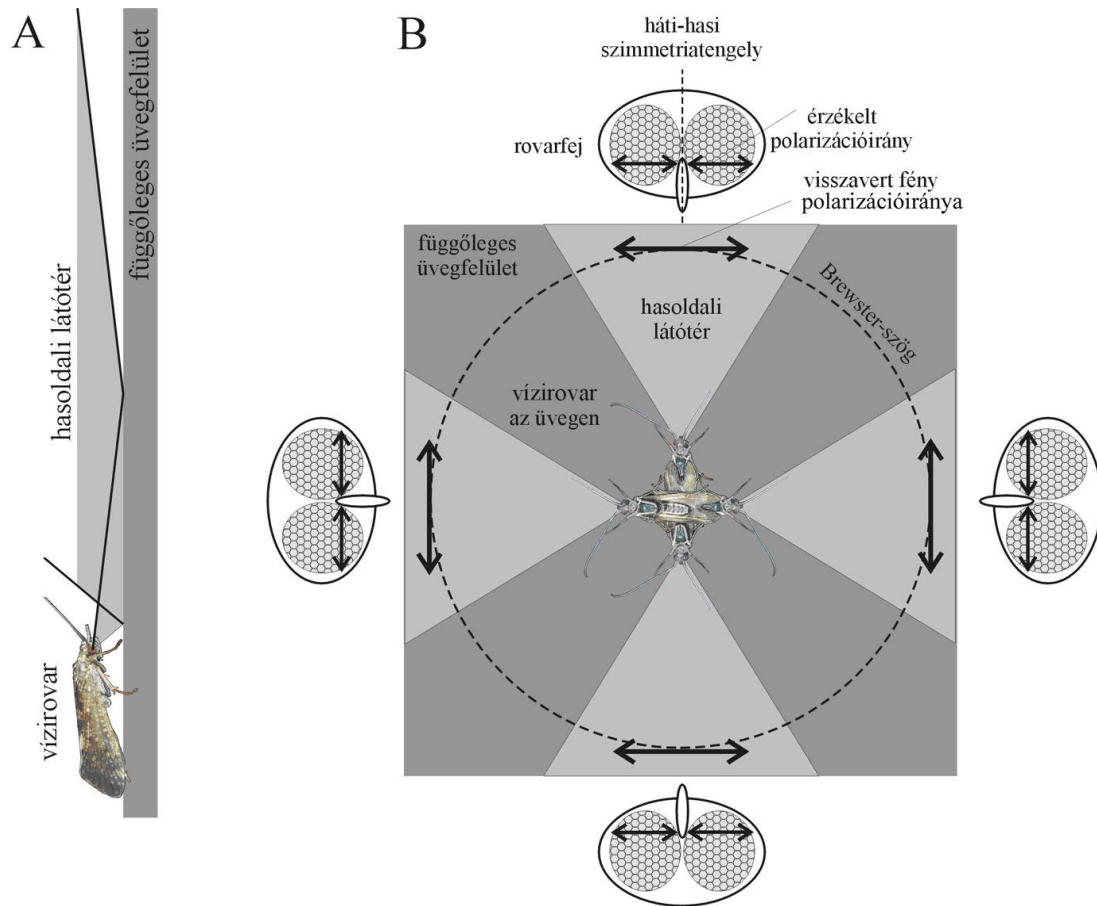 A
függőleges üvegfelület
hasoldali látótér
vízirovar
B
háti-hasi
szimmetriatengely
rovarfej
érzékelt
polarizációirány
visszavert fény
polarizációiránya
függőleges
üvegfelület
Brewster-szög
hasoldali
látótér
vízirovar
az üvegen